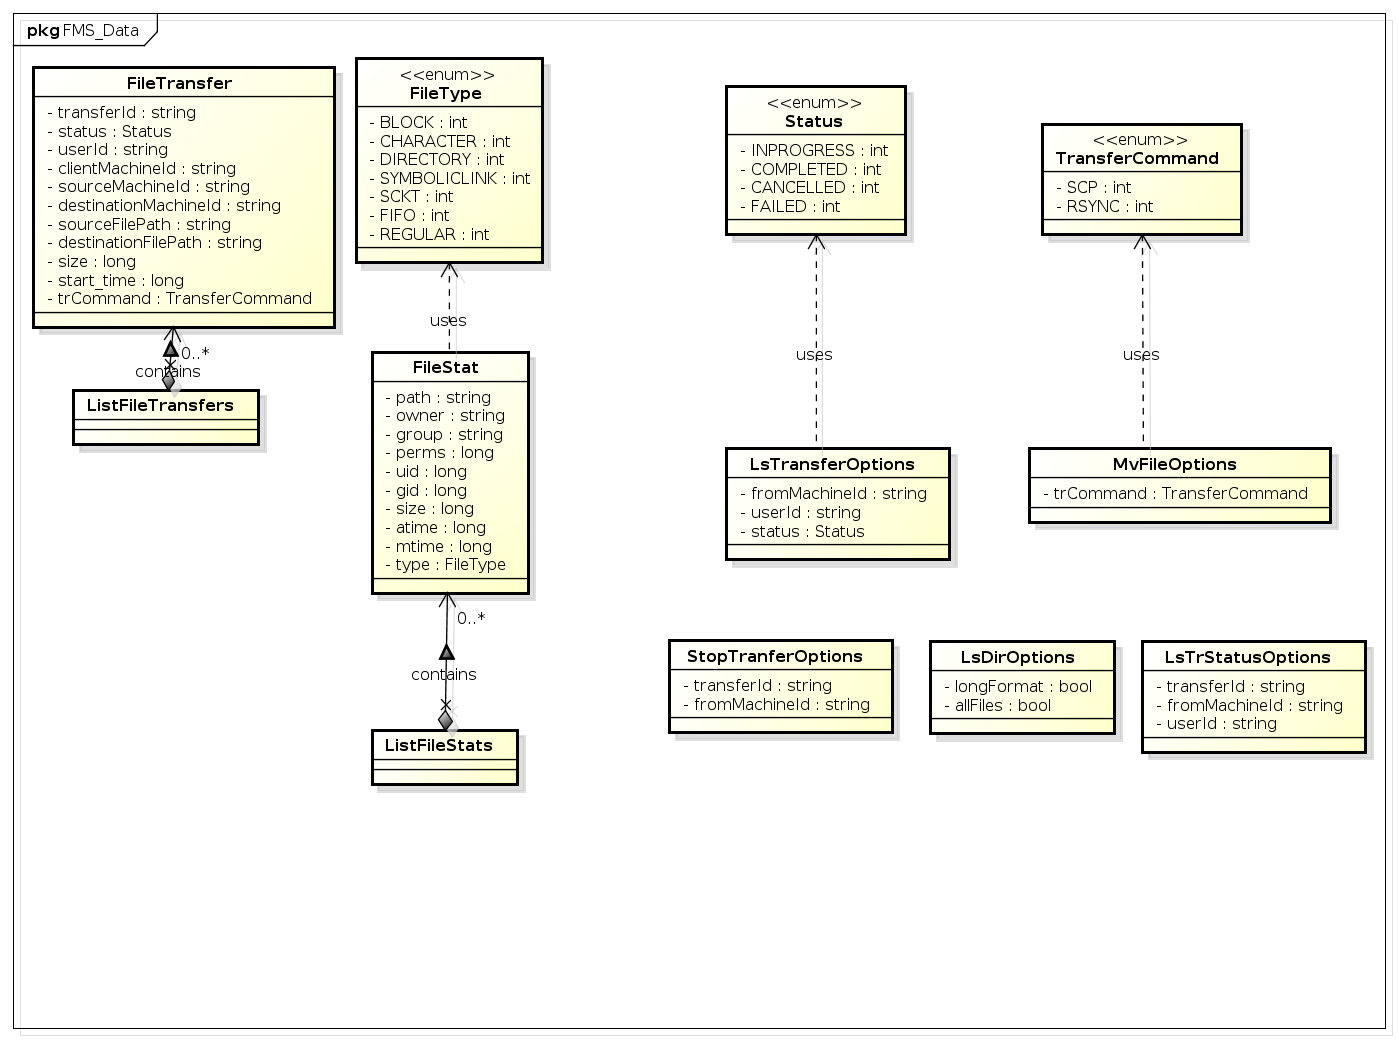 pkg FMS_Data
FileTransfer
- transferId : string
- status : Status
- userId : string
- clientMachineId : string
- sourceMachineId : string
- destinationMachineId : string
- sourceFilePath : string
- destinationFilePath : string
- size : long
- start_time : long
- trCommand : TransferCommand
0..*
contains
ListFileTransfers
<<enum>>
FileType
- BLOCK : int
- CHARACTER : int
- DIRECTORY : int
- SYMBOLICLINK : int
- SCKT : int
- FIFO : int
- REGULAR : int
uses
FileStat
- path : string
- owner : string
- group : string
- perms : long
- uid : long
- gid : long
- size : long
- atime : long
- mtime : long
- type : FileType
0..*
contains
ListFileStats
<<enum>>
Status
- INPROGRESS : int
- COMPLETED : int
- CANCELLED : int
- FAILED : int
uses
LsTransferOptions
- fromMachineId : string
- userId : string
- status : Status
<<enum>>
TransferCommand
- SCP : int
- RSYNC : int
uses
MvFileOptions
- trCommand : TransferCommand
StopTranferOptions
- transferId : string
- fromMachineId : string
LsDirOptions
- longFormat : bool
- allFiles : bool
LsTrStatusOptions
- transferId : string
- fromMachineId : string
- userId : string